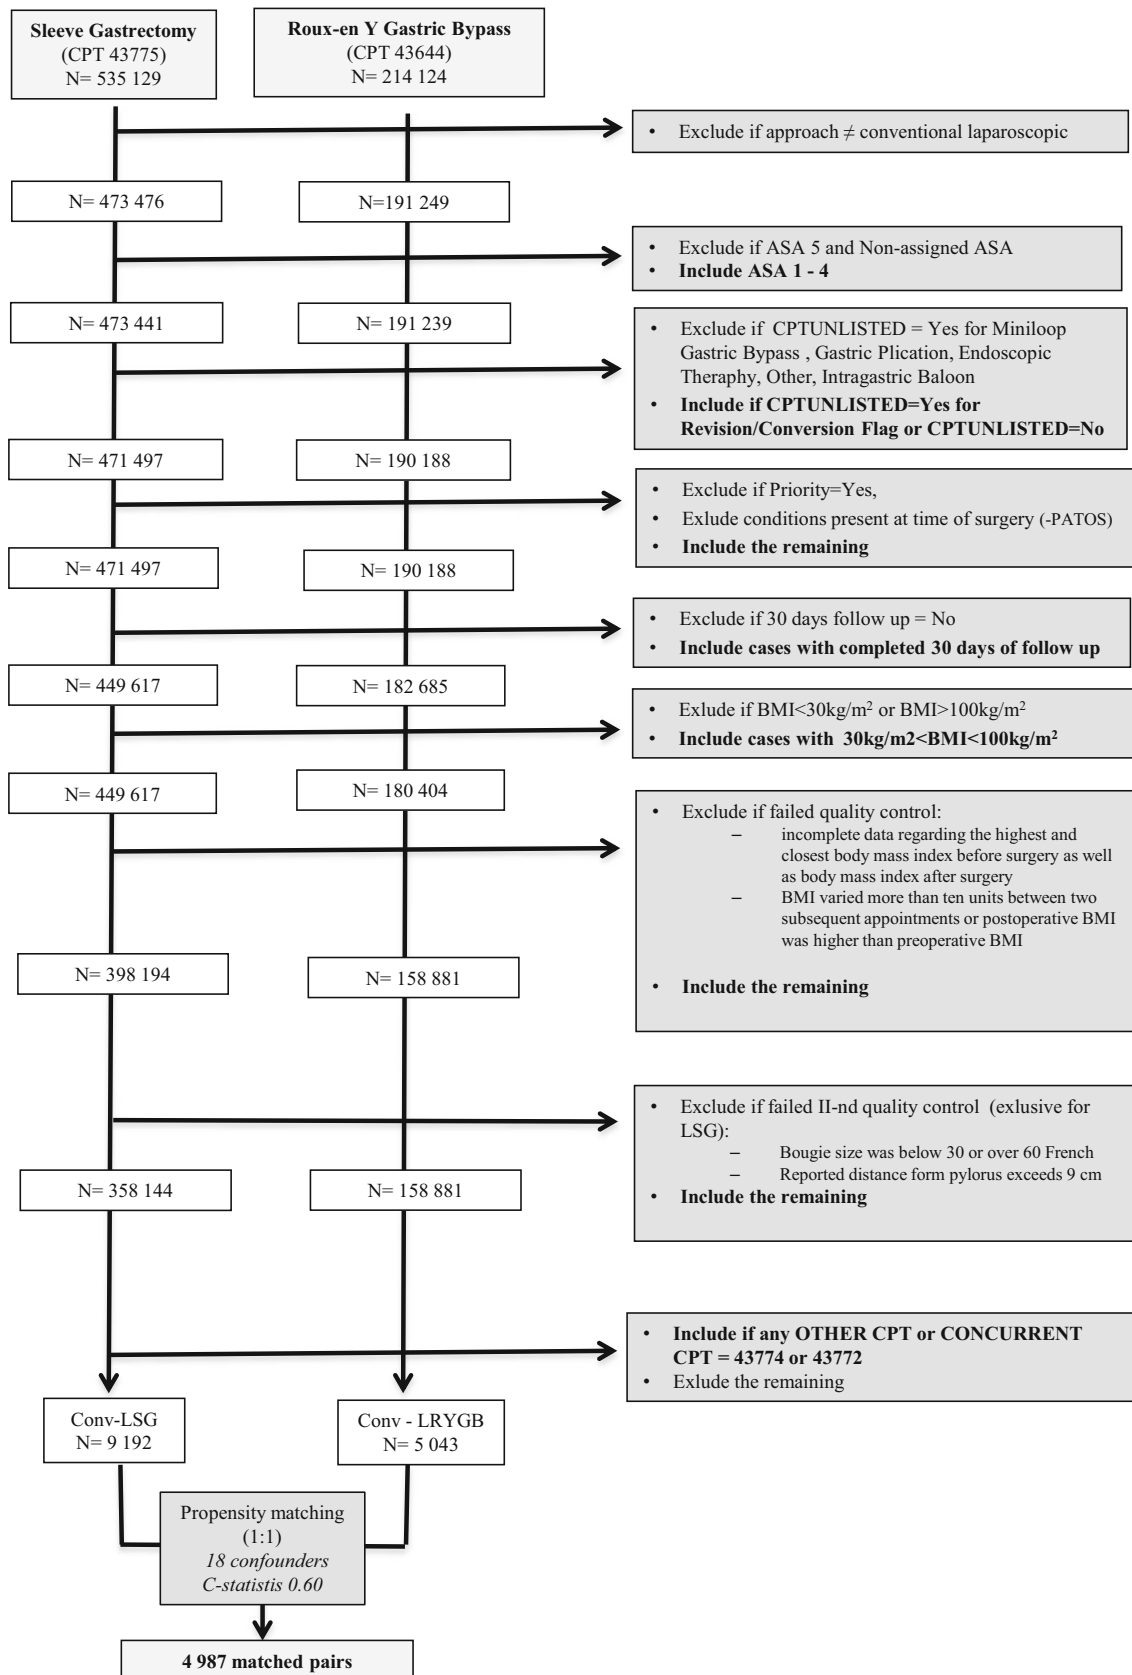 Sleeve Gastrectomy
(CPT 43775)
N= 535 129
Roux-en Y Gastric Bypass
(CPT 43644)
N= 214 124
• Exclude if approach ≠ conventional laparoscopic
N= 473 476
N=191 249
• Exclude if ASA 5 and Non-assigned ASA
• Include ASA 1 - 4
N= 473 441
N= 191 239
• Exclude if CPTUNLISTED = Yes for Miniloop
Gastric Bypass , Gastric Plication, Endoscopic
Theraphy, Other, Intragastric Baloon
• Include if CPTUNLISTED=Yes for
Revision/Conversion Flag or CPTUNLISTED=No
N= 471 497
N= 190 188
• Exclude if Priority=Yes,
• Exlude conditions present at time of surgery (-PATOS)
• Include the remaining
N= 471 497
N= 190 188
• Exclude if 30 days follow up = No
• Include cases with completed 30 days of follow up
N= 449 617
N= 182 685
• Exlude if BMI<30kg/m² or BMI>100kg/m²
• Include cases with 30kg/m2<BMI<100kg/m²
N= 449 617
N= 180 404
• Exclude if failed quality control:
– incomplete data regarding the highest and
closest body mass index before surgery as well
as body mass index after surgery
– BMI varied more than ten units between two
subsequent appointments or postoperative BMI
was higher than preoperative BMI
• Include the remaining
N= 398 194
N= 158 881
• Exclude if failed II-nd quality control (exlusive for
LSG):
– Bougie size was below 30 or over 60 French
– Reported distance form pylorus exceeds 9 cm
• Include the remaining
N= 358 144
N= 158 881
• Include if any OTHER CPT or CONCURRENT
CPT = 43774 or 43772
• Exlude the remaining
Conv-LSG
N= 9 192
Conv - LRYGB
N= 5 043
Propensity matching
(1:1)
18 confounders
C-statistis 0.60
4 987 matched pairs